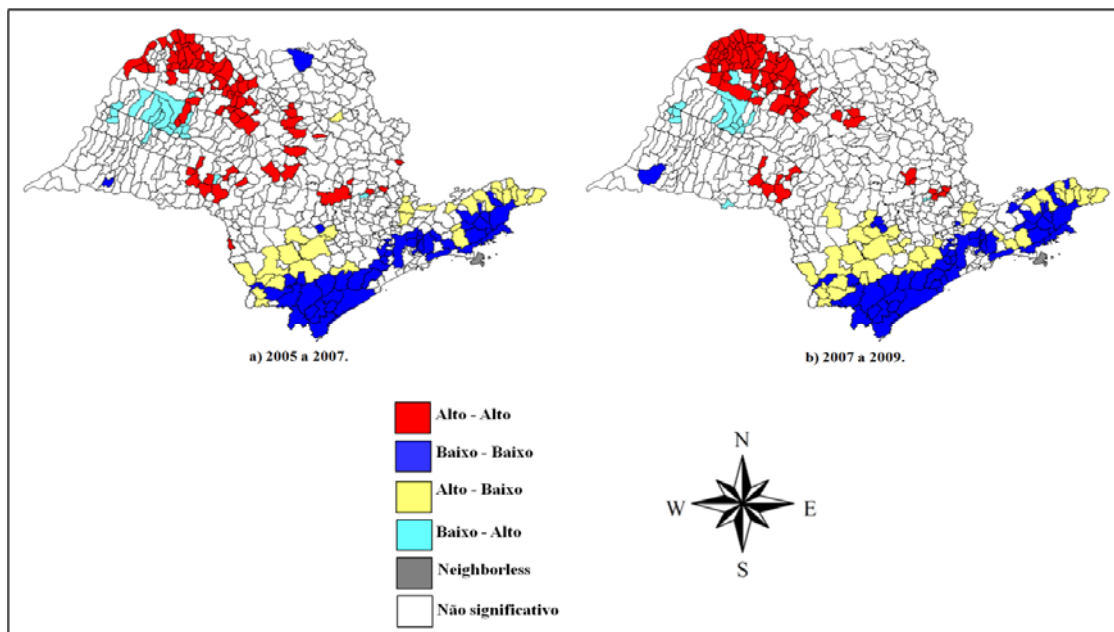 a) 2005 a 2007.
b) 2007 a 2009.
Alto - Alto
Baixo - Baixo
Alto - Baixo
Baixo - Alto
Neighborless
Não significativo
N
W
E
S